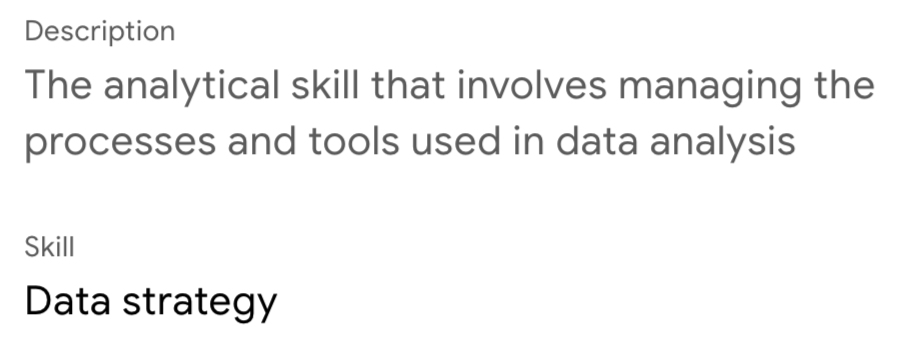 Description
The analytical skill that involves managing the
processes and tools used in data analysis
Skill
Data strategy